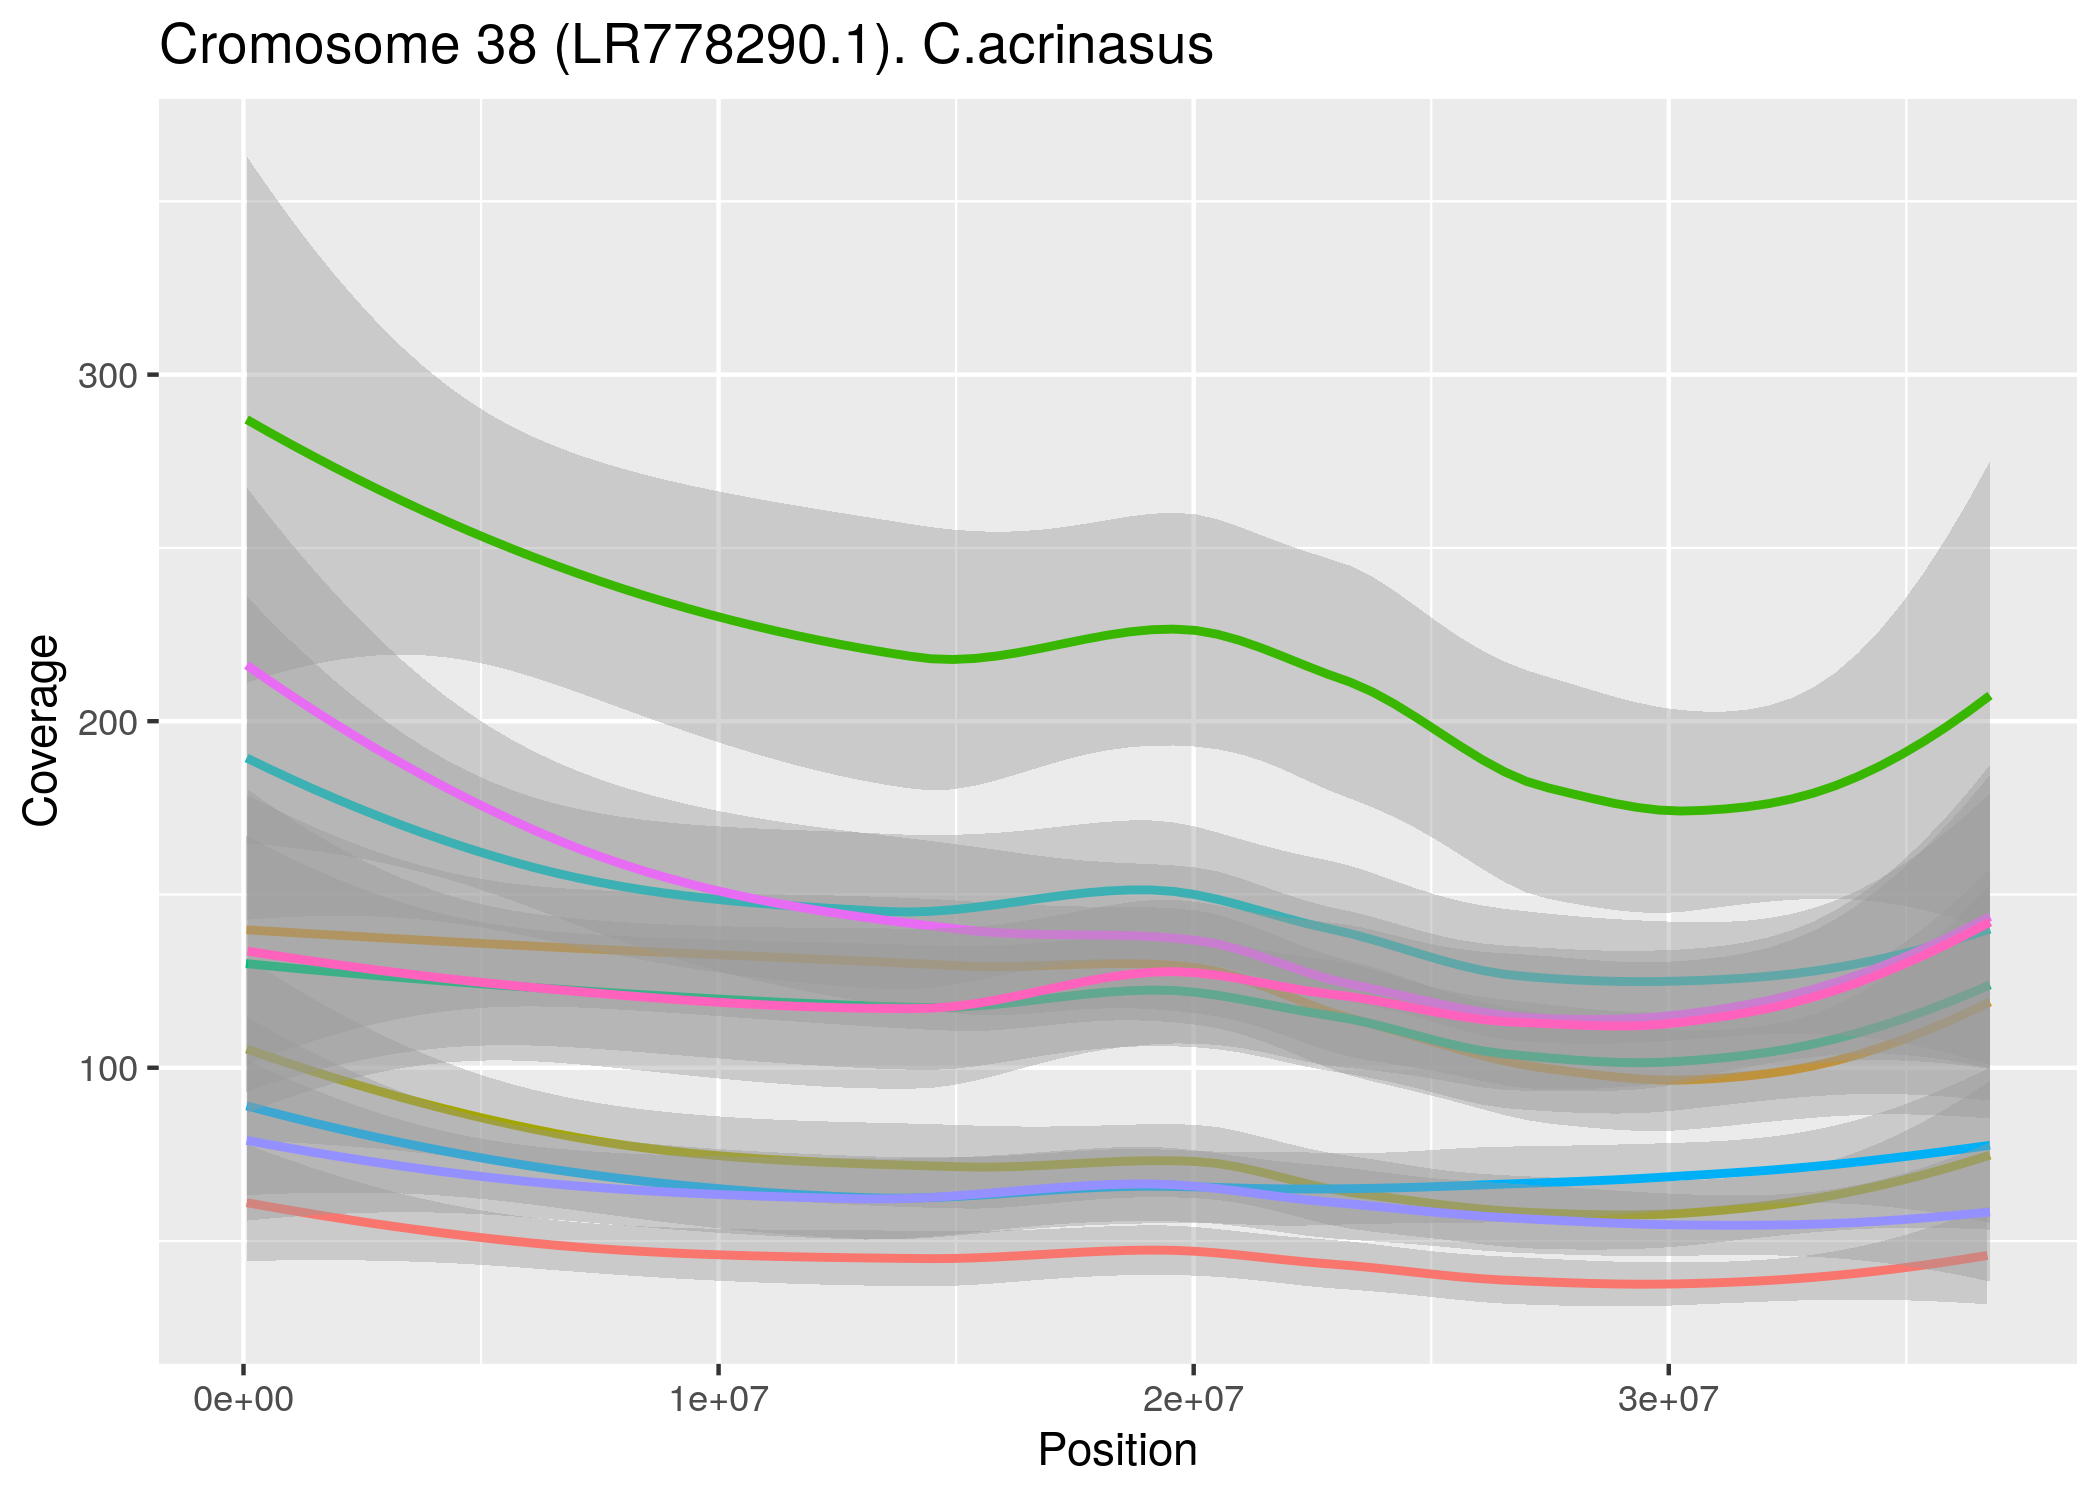 Cromosome 38 (LR778290.1). C.acrinasus
300
200
100
Coverage
0e+00 1e+07 2e+07 3e+07
Position